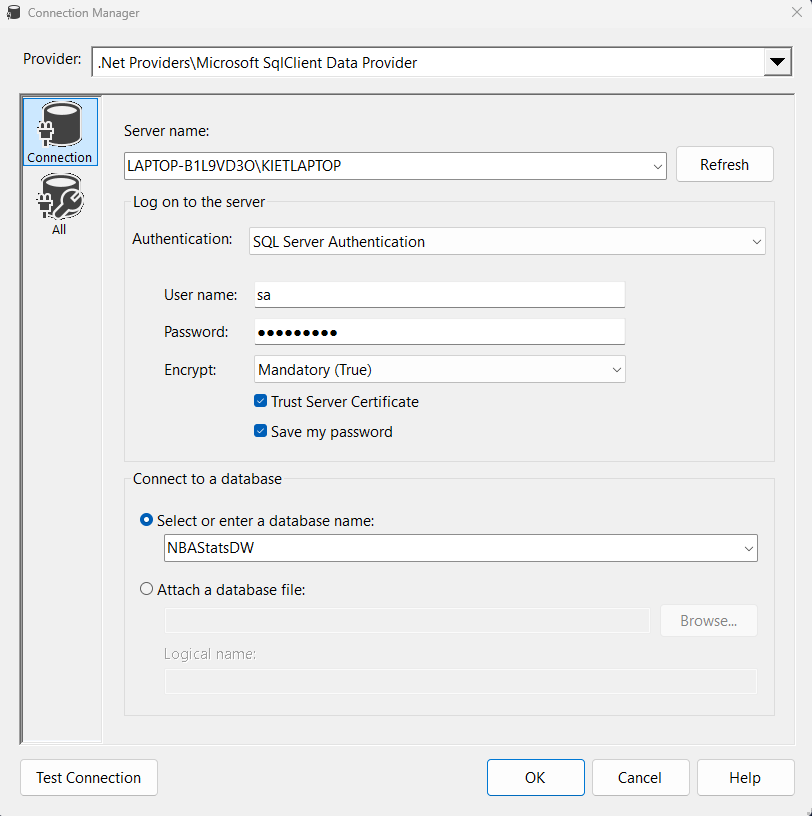 Connection Manager
Provider: .Net Providers\Microsoft SqlClient Data Provider
Connection
All
Server name:
LAPTOP-B1L9VD3O\KIETLAPTOP
Refresh
Log on to the server
Authentication: SQL Server Authentication
User name: sa
Password: ●●●●●●●●●
Encrypt: Mandatory (True)
Trust Server Certificate
Save my password
Connect to a database
Select or enter a database name:
NBAStatsDW
Attach a database file:
Browse...
Logical name:
Test Connection
OK
Cancel
Help